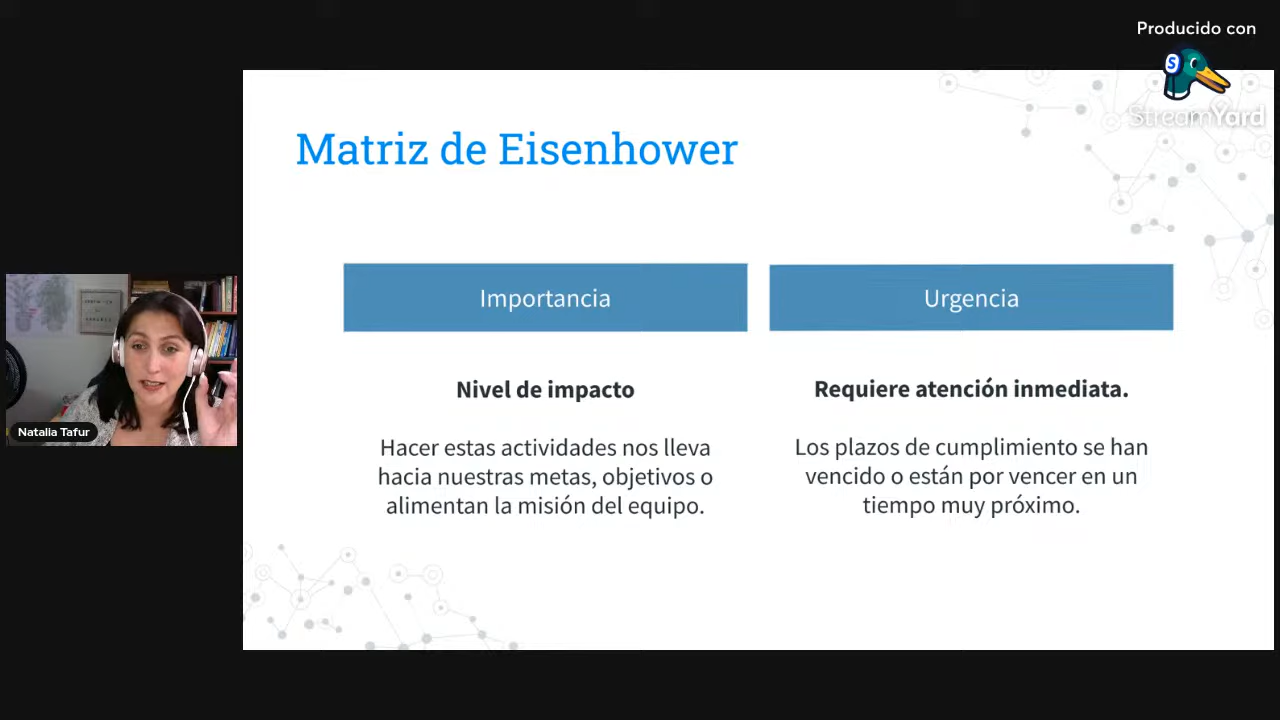 Producido con
StreamYard
Matriz de Eisenhower
Importancia
Urgencia
Nivel de impacto
Hacer estas actividades nos lleva
hacia nuestras metas, objetivos o
alimentan la misión del equipo.
Requiere atención inmediata.
Los plazos de cumplimiento se han
vencido o están por vencer en un
tiempo muy próximo.
Natalia Tafur